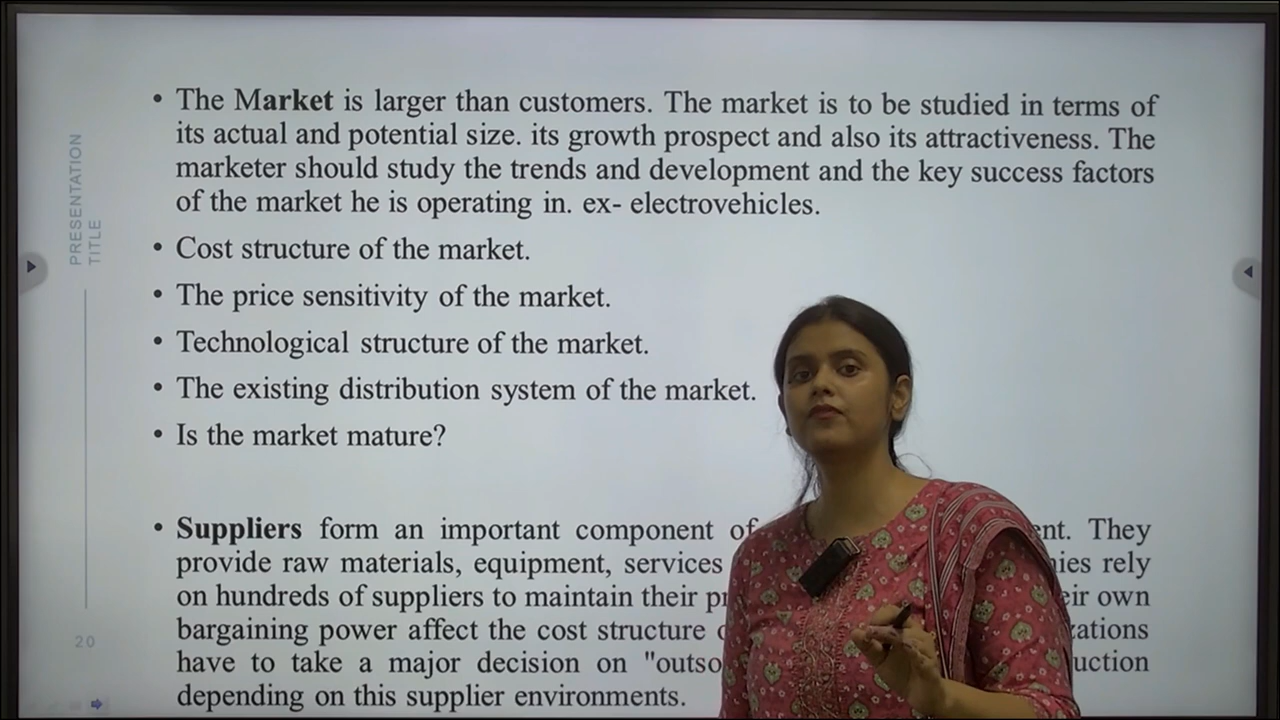 The Market is larger than customers. The market is to be studied in terms of
its actual and potential size. its growth prospect and also its attractiveness. The
marketer should study the trends and development and the key success factors
of the market he is operating in. ex- electrovehicles.
Cost structure of the market.
The price sensitivity of the market.
Technological structure of the market.
The existing distribution system of the market.
Is the market mature?
Suppliers form an important component of They
provide raw materials, equipment, services rely
on hundreds of suppliers to maintain their own
bargaining power affect the cost structure
have to take a major decision on
depending on this supplier environments.
PRESENTATION
TITLE
20